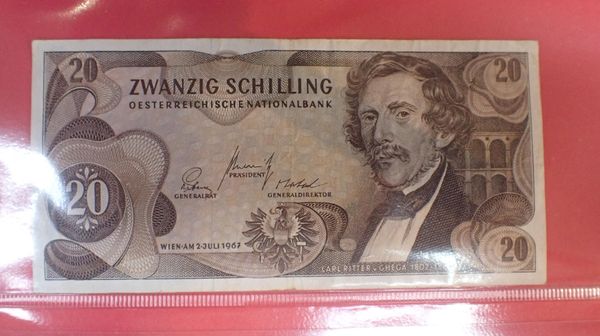 20
20
ZWANZIG SCHILLING
OESTERREICHISCHE NATIONALBANK
PRÄSIDENT
GENERALRAT
GENERALDIREKTOR
20
WIEN·AM 2·JULI 1967
20
CARL RITTER v. GHEGA 1802-